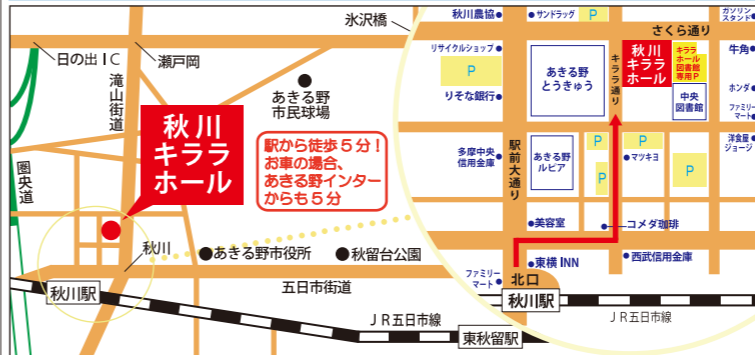 氷沢橋
日の出IC
瀬戸岡
滝山街道
あきる野
市民球場
秋川
キララ
ホール
駅から徒歩5分！
お車の場合、
あきる野インター
からも5分
圏央道
秋川
あきる野市役所
秋留台公園
五日市街道
秋川駅
JR五日市線
東秋留駅
秋川農協
サンドラッグ
P
ガソリン
スタンド
さくら通り
リサイクルショップ
P
りそな銀行
あきる野
とうきゅう
キララ通り
秋川
キララ
ホール
キララ
ホール
図書館
専用P
中央
図書館
牛角
ホンダ
ファミリー
マート
洋食屋
ジョージ
多摩中央
信用金庫
駅前大通り
あきる野
ルピア
P
P
P
マツキヨ
P
美容室
コメダ珈琲
東横INN
西武信用金庫
ファミリー
マート
北口
秋川駅
JR五日市線